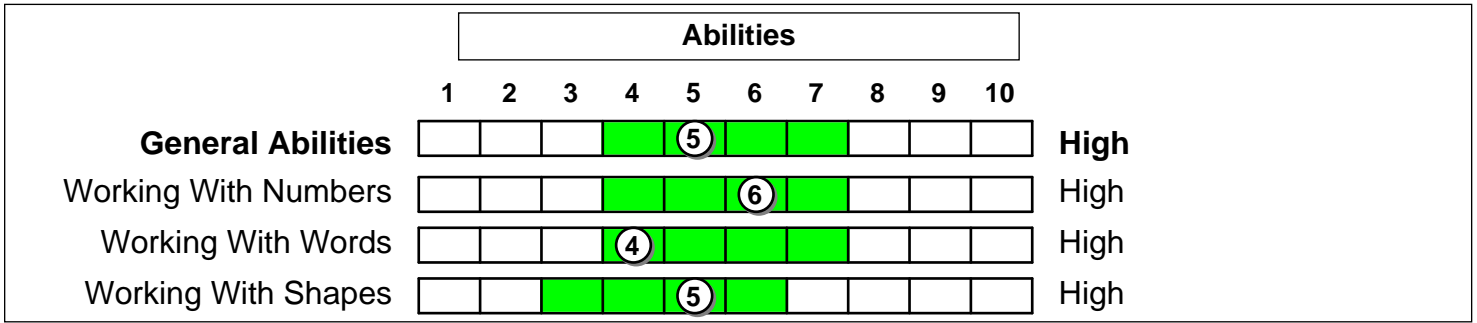 Abilities
1 2 3 4 5 6 7 8 9 10
General Abilities 5 High
Working With Numbers 6 High
Working With Words 4 High
Working With Shapes 5 High